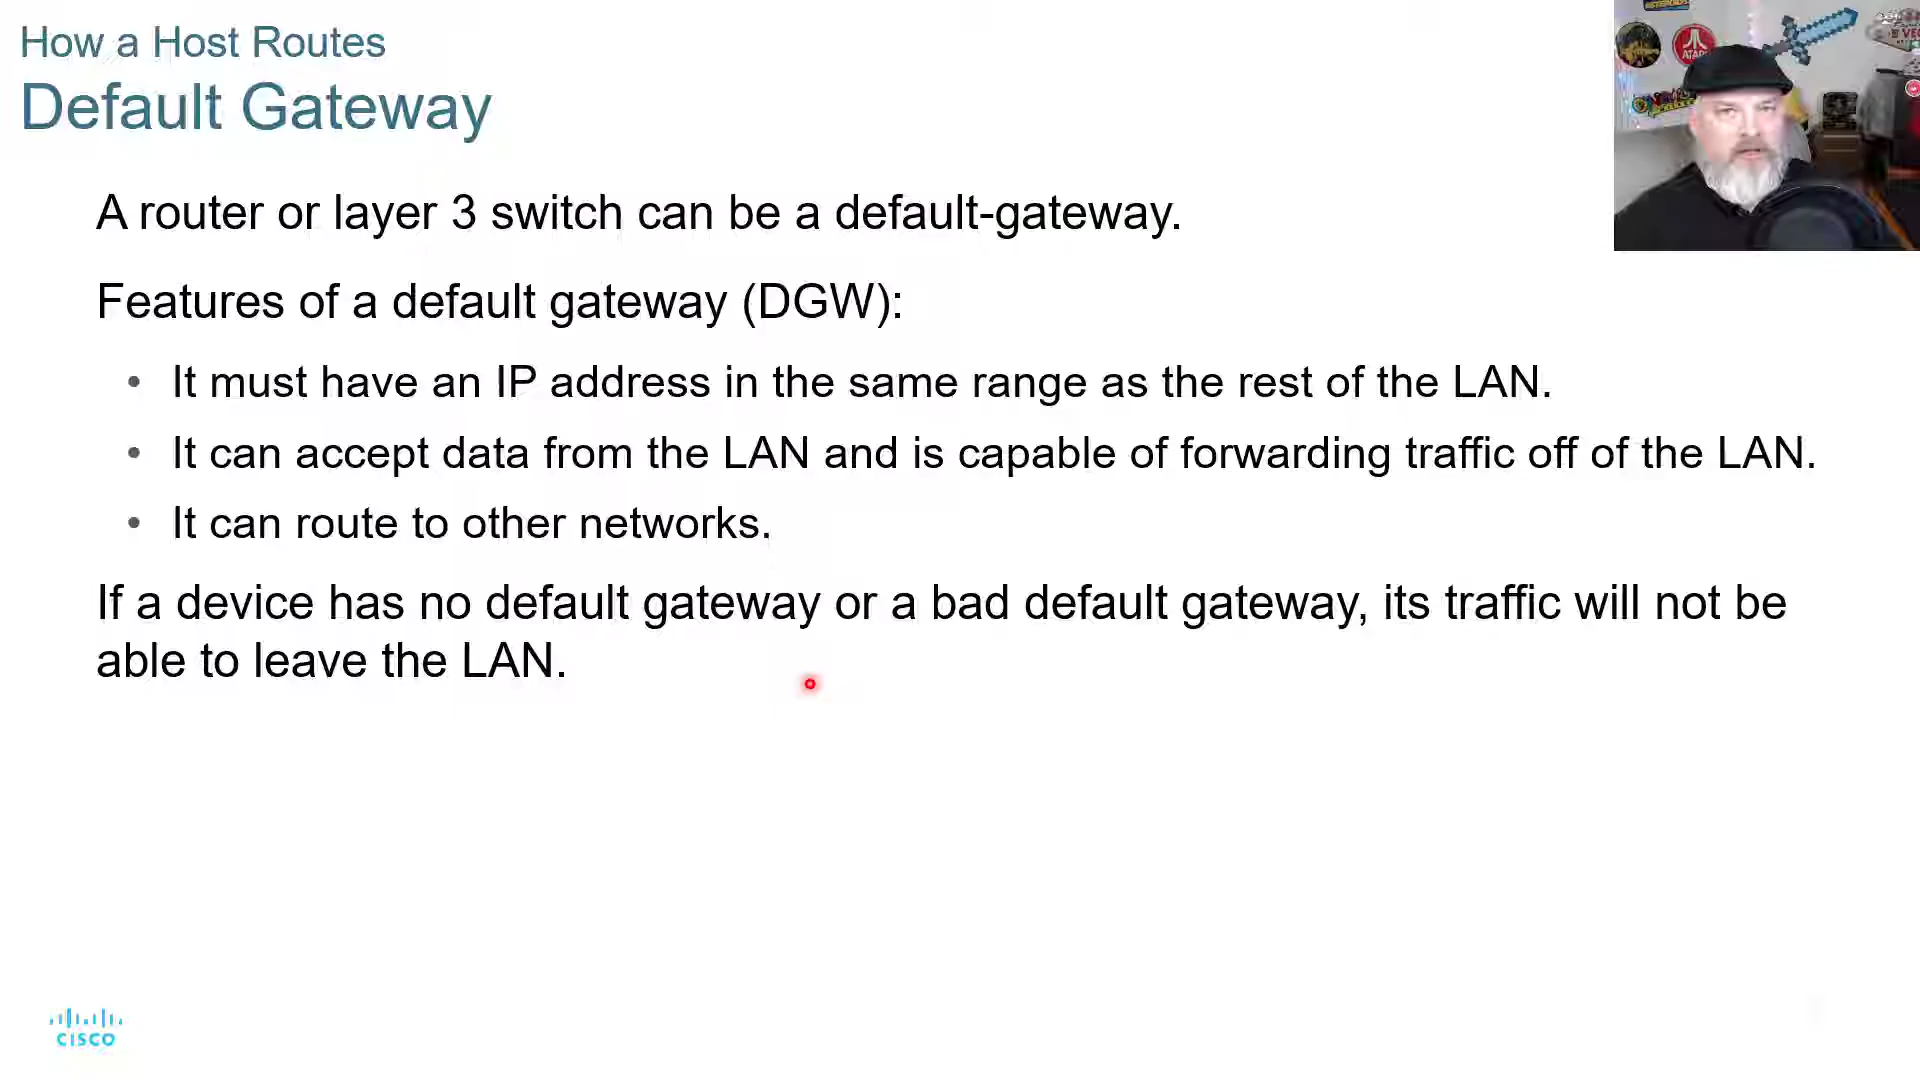 How a Host Routes
Default Gateway
A router or layer 3 switch can be a default-gateway.
Features of a default gateway (DGW):
• It must have an IP address in the same range as the rest of the LAN.
• It can accept data from the LAN and is capable of forwarding traffic off of the LAN.
• It can route to other networks.
If a device has no default gateway or a bad default gateway, its traffic will not be
able to leave the LAN.
ATARI
CISCO